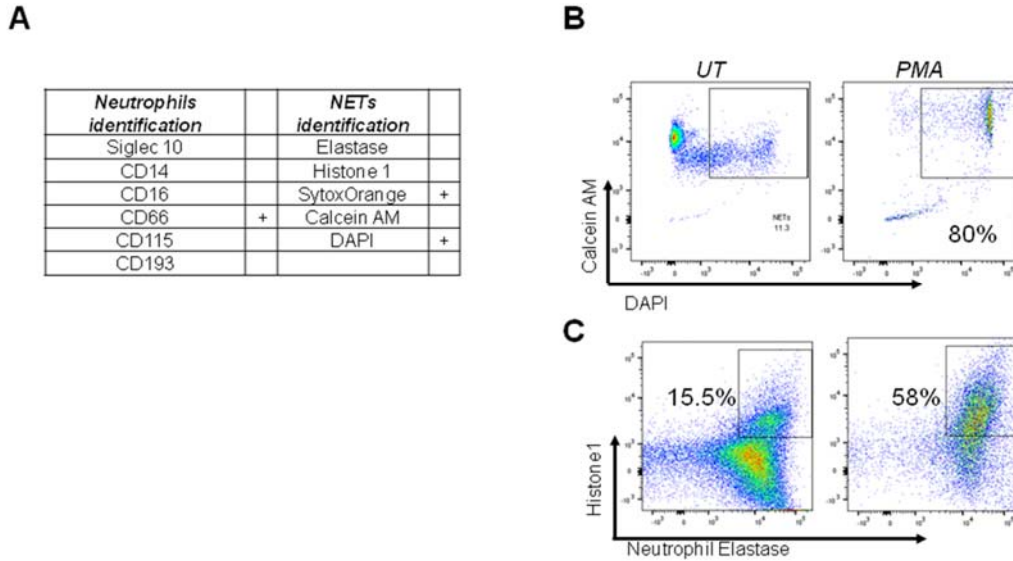 A
Neutrophils identification NETs identification
Siglec 10 Elastase
CD14 Histone 1
CD16 SytoxOrange +
CD66 + Calcein AM
CD115 DAPI +
CD193
B
UT PMA
Calcein AM
NETs
11.3
80%
DAPI
C
15.5% 58%
Histone1
Neutrophil Elastase